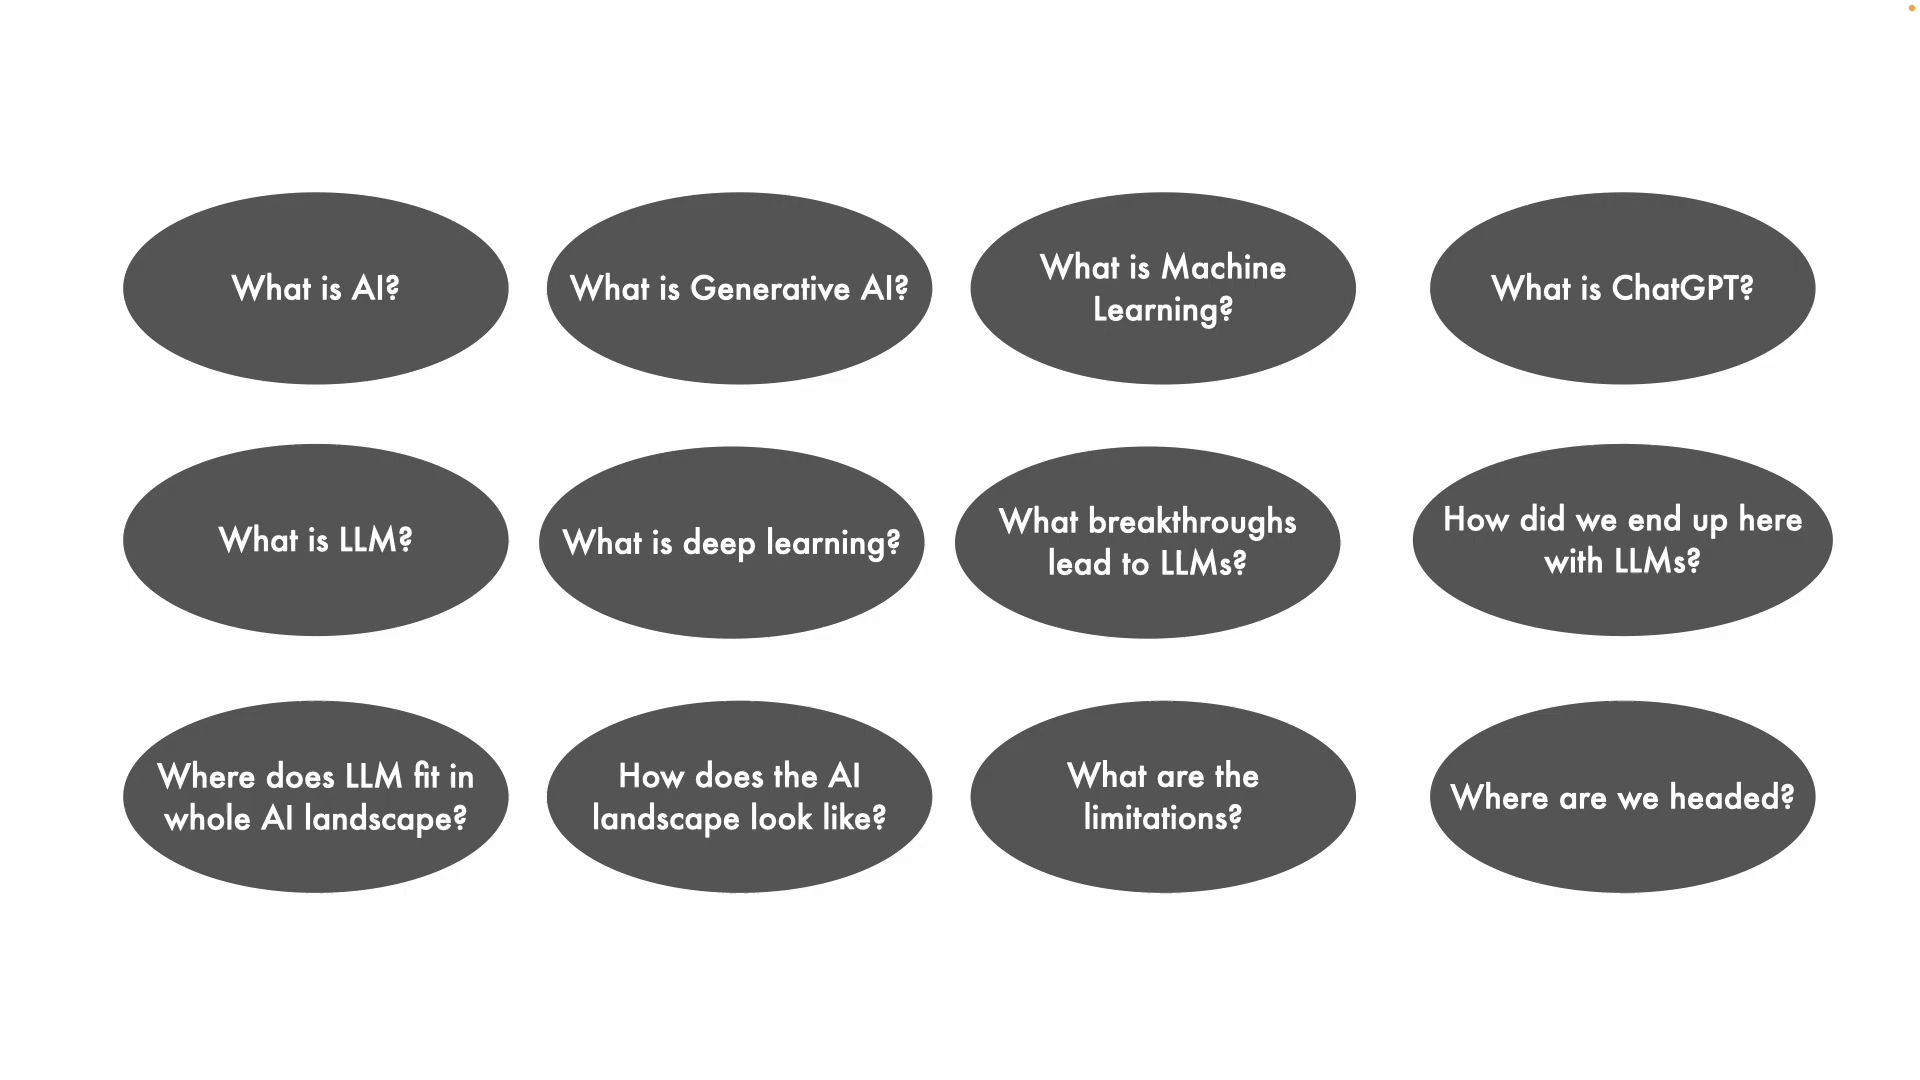 What is AI?
What is Generative AI?
What is Machine
Learning?
What is ChatGPT?
What is LLM?
What is deep learning?
What breakthroughs
lead to LLMs?
How did we end up here
with LLMs?
Where does LLM fit in
whole AI landscape?
How does the AI
landscape look like?
What are the
limitations?
Where are we headed?